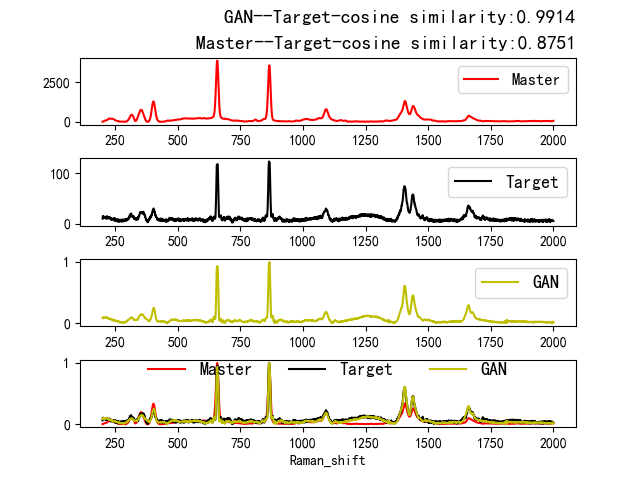 GAN--Target-cosine similarity:0.9914
Master--Target-cosine similarity:0.8751
2500
0
Master
250 500 750 1000 1250 1500 1750 2000
100
0
Target
250 500 750 1000 1250 1500 1750 2000
1
0
GAN
250 500 750 1000 1250 1500 1750 2000
1
0
Master Target GAN
250 500 750 1000 1250 1500 1750 2000
Raman_shift